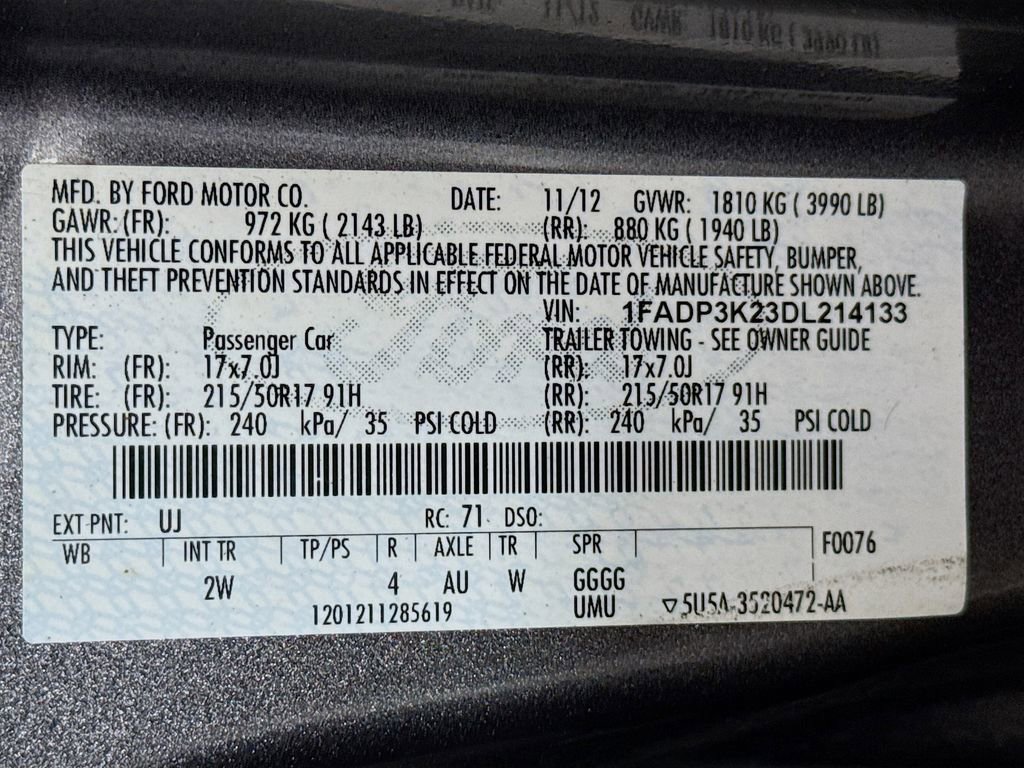 MFD. BY FORD MOTOR CO. DATE: 11/12 GVWR: 1810 KG ( 3990 LB)
GAWR: (FR): 972 KG ( 2143 LB) (RR): 880 KG ( 1940 LB)
THIS VEHICLE CONFORMS TO ALL APPLICABLE FEDERAL MOTOR VEHICLE SAFETY, BUMPER,
AND THEFT PREVENTION STANDARDS IN EFFECT ON THE DATE OF MANUFACTURE SHOWN ABOVE.
VIN: 1FADP3K23DL214133
TYPE: Passenger Car TRAILER TOWING - SEE OWNER GUIDE
RIM: (FR): 17x7.0J (RR): 17x7.0J
TIRE: (FR): 215/50R17 91H (RR): 215/50R17 91H
PRESSURE: (FR): 240 kPa/ 35 PSI COLD (RR): 240 kPa/ 35 PSI COLD
EXT PNT: UJ RC: 71 DSO:
WB INT TR TP/PS R AXLE TR SPR F0076
2W 4 AU W GGGG
1201211285619 UMU ▽5U5A-3520472-AA